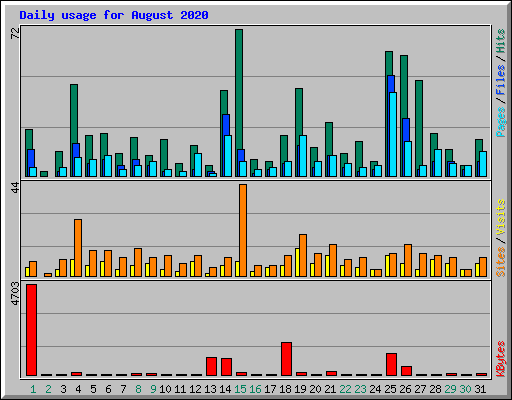 Daily usage for August 2020
72
44
4703
Pages / Files / Hits
Sites / Visits
KBytes
1 2 3 4 5 6 7 8 9 10 11 12 13 14 15 16 17 18 19 20 21 22 23 24 25 26 27 28 29 30 31